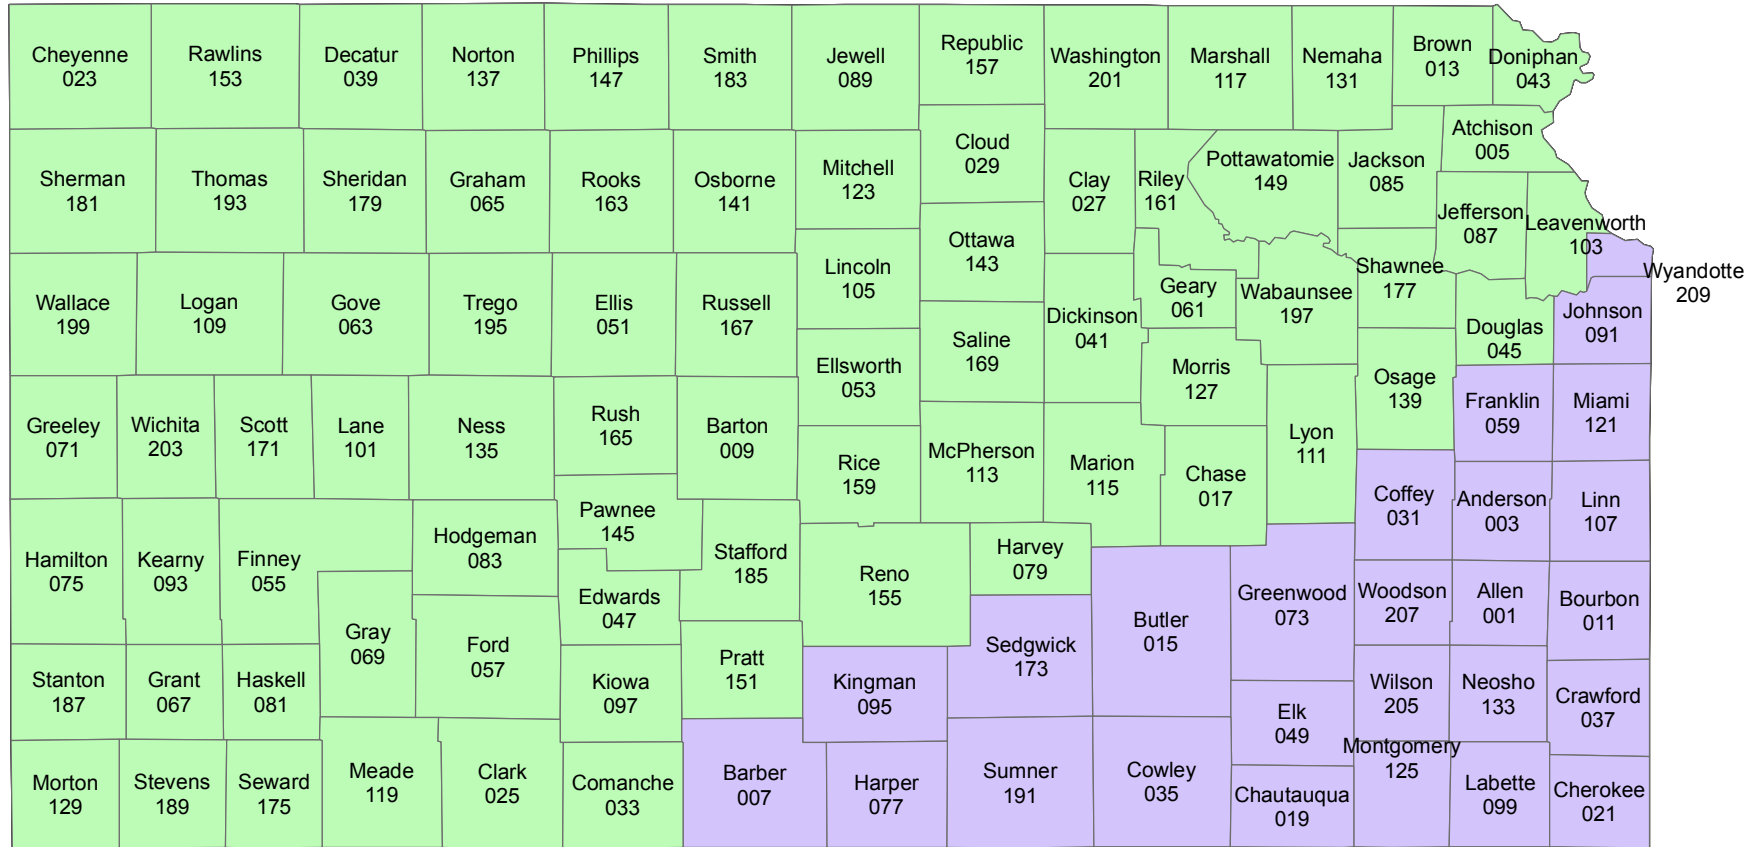 Cheyenne
023
Rawlins
153
Decatur
039
Norton
137
Phillips
147
Smith
183
Jewell
089
Republic
157
Washington
201
Marshall
117
Nemaha
131
Brown
013
Doniphan
043
Sherman
181
Thomas
193
Sheridan
179
Graham
065
Rooks
163
Osborne
141
Mitchell
123
Cloud
029
Clay
027
Riley
161
Pottawatomie
149
Jackson
085
Atchison
005
Jefferson
087
Leavenworth
103
Wyandotte
209
Wallace
199
Logan
109
Gove
063
Trego
195
Ellis
051
Russell
167
Lincoln
105
Ottawa
143
Dickinson
041
Geary
061
Wabaunsee
197
Shawnee
177
Douglas
045
Johnson
091
Ellsworth
053
Saline
169
Morris
127
Osage
139
Franklin
059
Miami
121
Greeley
071
Wichita
203
Scott
171
Lane
101
Ness
135
Rush
165
Barton
009
Rice
159
McPherson
113
Marion
115
Chase
017
Lyon
111
Coffey
031
Anderson
003
Linn
107
Hamilton
075
Kearny
093
Finney
055
Hodgeman
083
Pawnee
145
Stafford
185
Reno
155
Harvey
079
Edwards
047
Butler
015
Greenwood
073
Woodson
207
Allen
001
Bourbon
011
Gray
069
Ford
057
Sedgwick
173
Stanton
187
Grant
067
Haskell
081
Kiowa
097
Pratt
151
Kingman
095
Elk
049
Wilson
205
Neosho
133
Crawford
037
Morton
129
Stevens
189
Seward
175
Meade
119
Clark
025
Comanche
033
Barber
007
Harper
077
Sumner
191
Cowley
035
Chautauqua
019
Montgomery
125
Labette
099
Cherokee
021